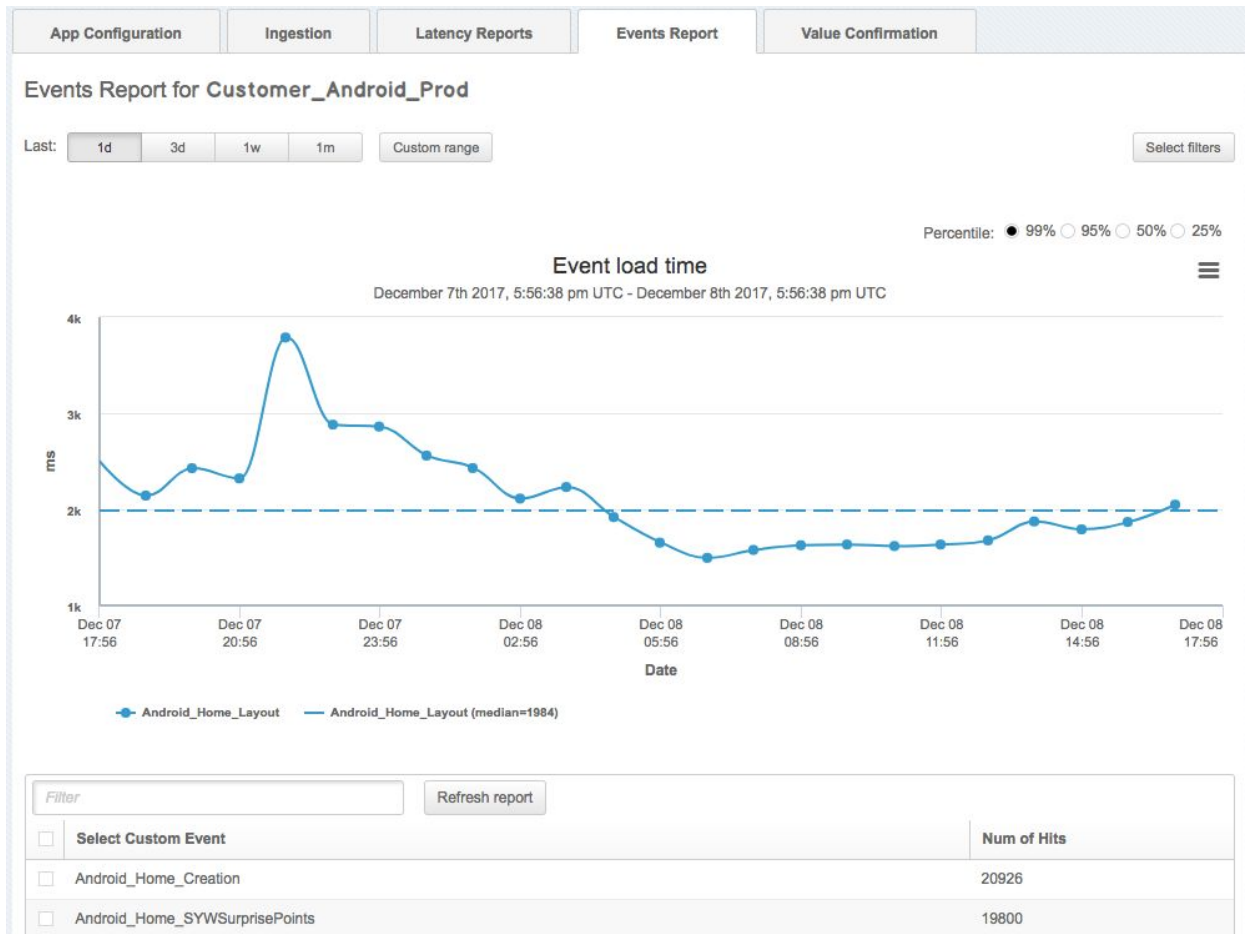 App Configuration Ingestion Latency Reports Events Report Value Confirmation
Events Report for Customer_Android_Prod
Last: 1d 3d 1w 1m Custom range Select filters
Percentile: 99% 95% 50% 25%
Event load time
December 7th 2017, 5:56:38 pm UTC - December 8th 2017, 5:56:38 pm UTC
4k
3k
ms
2k
1k
Dec 07 Dec 07 Dec 07 Dec 08 Dec 08 Dec 08 Dec 08 Dec 08 Dec 08
17:56 20:56 23:56 02:56 05:56 08:56 11:56 14:56 17:56
Date
Android_Home_Layout Android_Home_Layout (median=1984)
Filter Refresh report
Select Custom Event Num of Hits
Android_Home_Creation 20926
Android_Home_SYWSurprisePoints 19800